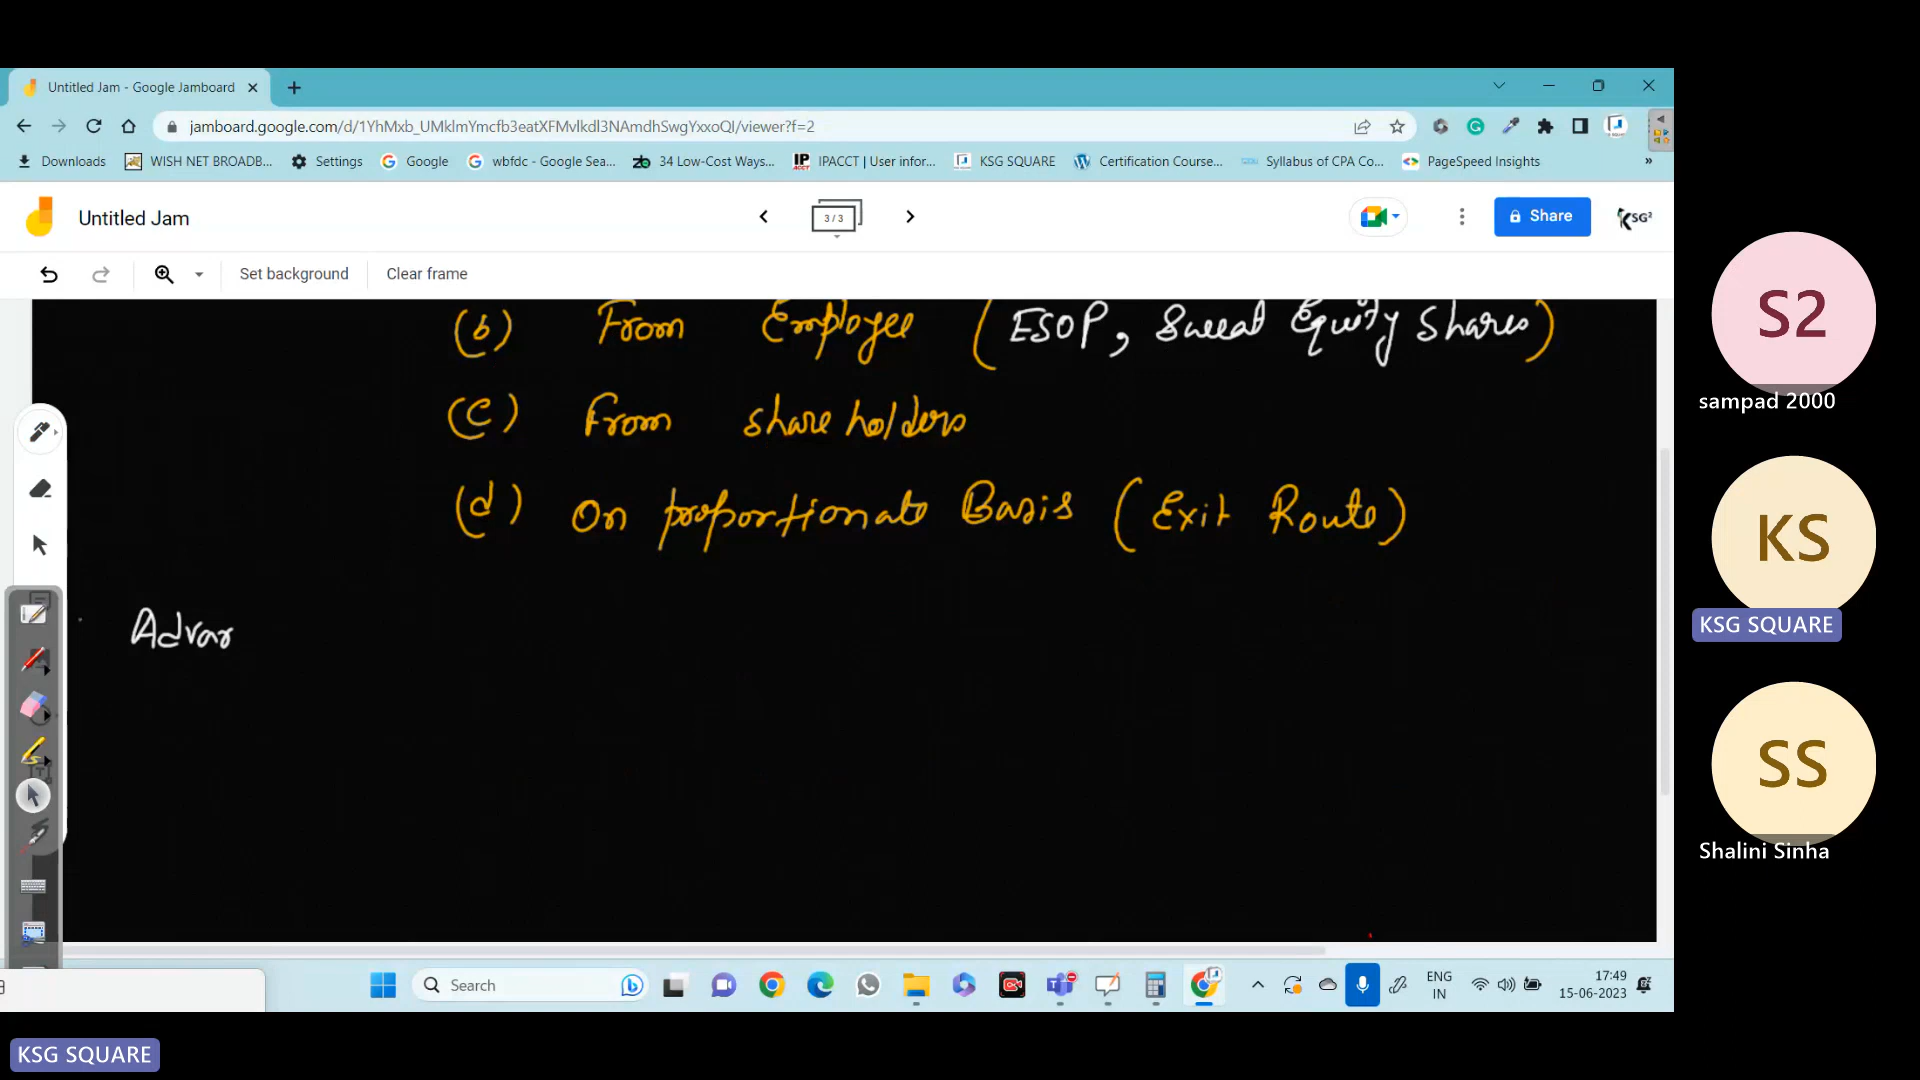 Untitled Jam - Google Jamboard
jamboard.google.com/d/1YhMxb_UMklmYmcfb3eatXFMvlkdl3NAmdhSwgYxxoQI/viewer?f=2
Downloads WISH NET BROADB... Settings Google wbfdc - Google Sea... 34 Low-Cost Ways... IPACCT | User infor... KSG SQUARE Certification Course... Syllabus of CPA Co... PageSpeed Insights »
Untitled Jam 3 / 3 Share KSG²
Set background Clear frame
(b) From Employee (ESOP, Sweat Equity Shares)
(c) From shareholders
(d) On proportionate Basis (Exit Route)
Advan
S2
sampad 2000
KS
KSG SQUARE
SS
Shalini Sinha
Search
ENG
IN
17:49
15-06-2023
KSG SQUARE